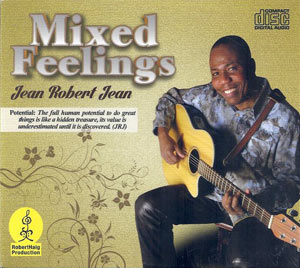 Mixed
Feelings
COMPACT
disc
DIGITAL AUDIO
Jean Robert Jean
Potential: The full human potential to do great
things is like a hidden treasure, its value is
underestimated until it is discovered. (JRJ)
RobertNaig
Production